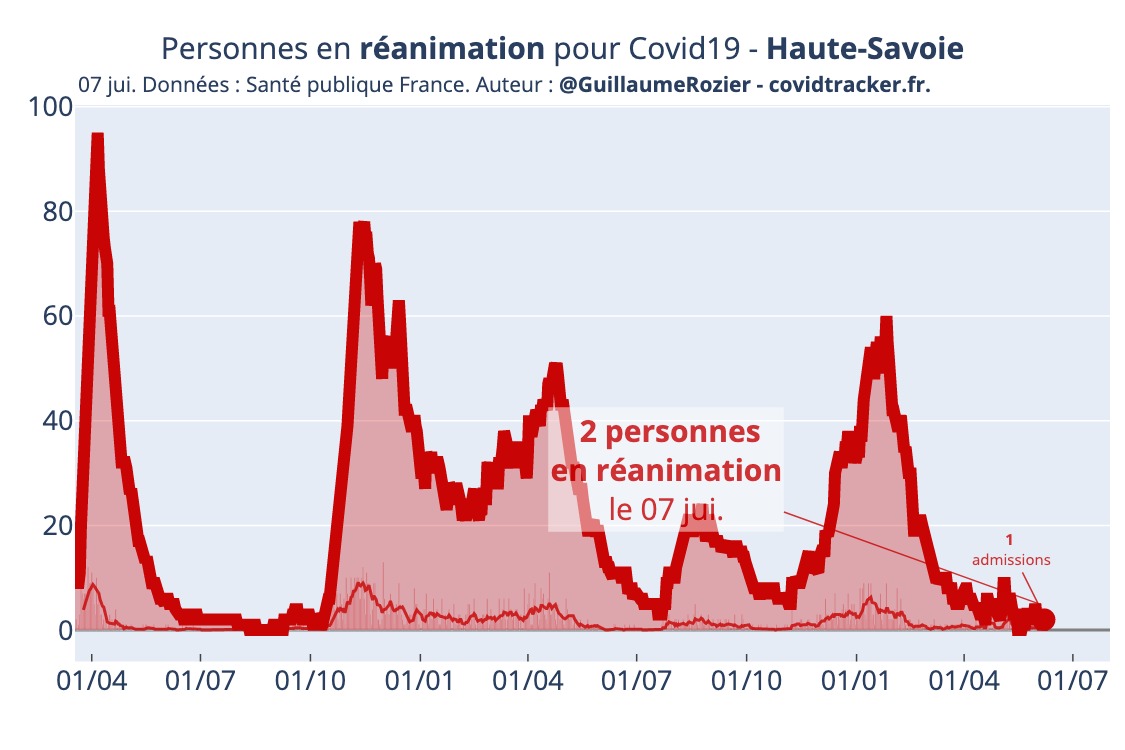 Personnes en réanimation pour Covid19 - Haute-Savoie
07 jui. Données : Santé publique France. Auteur : @GuillaumeRozier - covidtracker.fr.
100
80
60
40
20
0
2 personnes
en réanimation
le 07 jui.
1
admissions
01/04 01/07 01/10 01/01 01/04 01/07 01/10 01/01 01/04 01/07